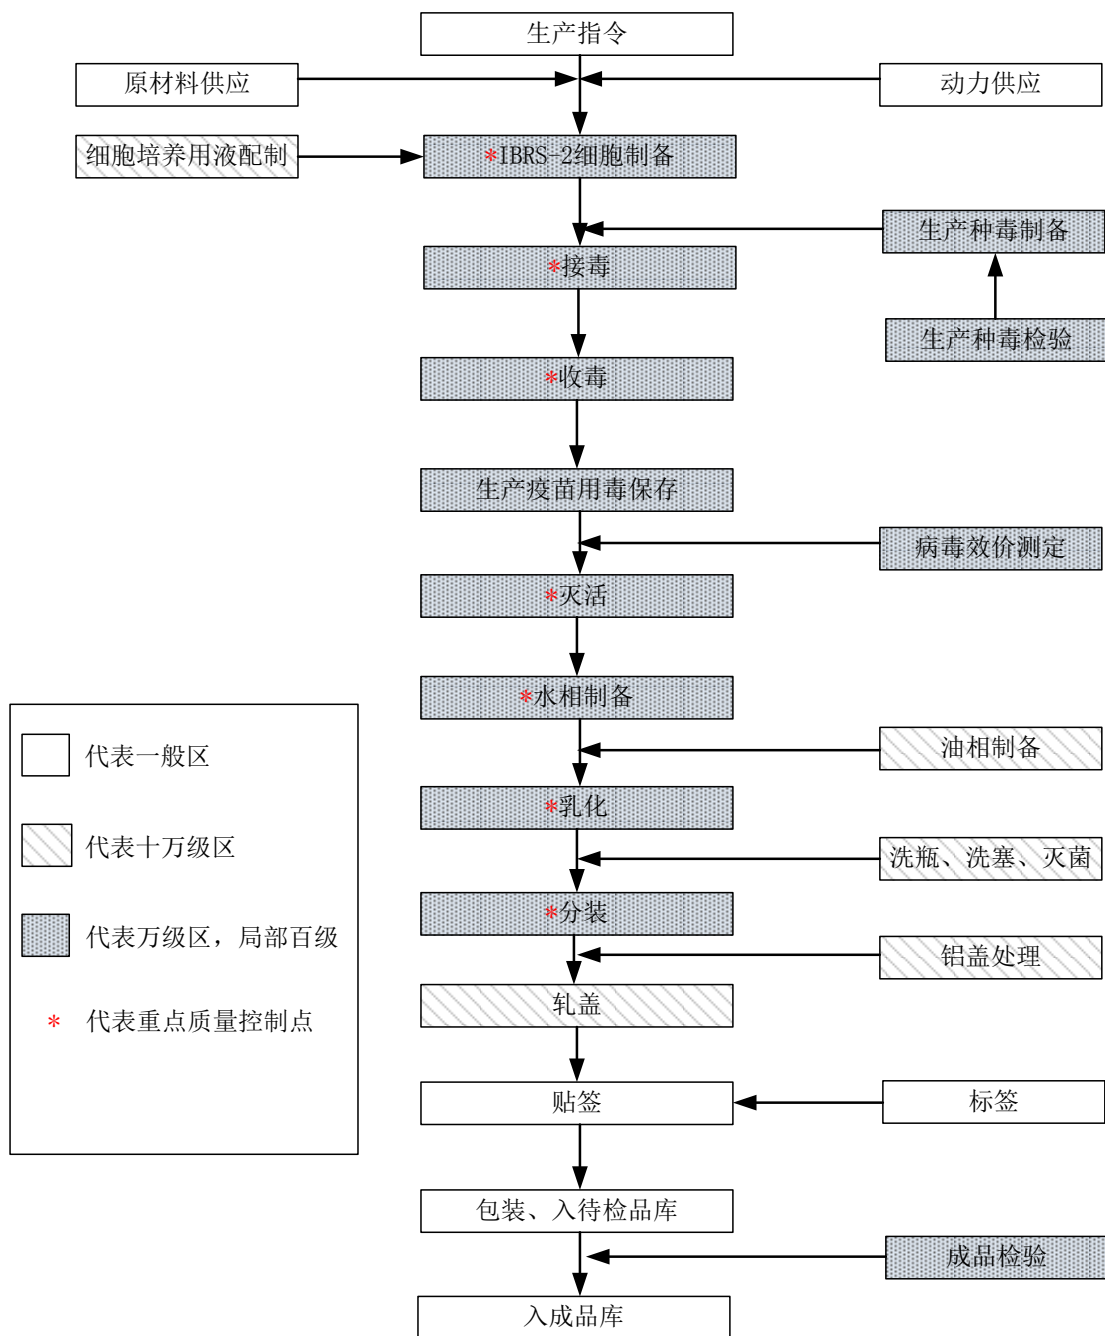 生产指令
原材料供应
动力供应
细胞培养用液配制
*IBRS-2细胞制备
生产种毒制备
*接毒
生产种毒检验
*收毒
生产疫苗用毒保存
病毒效价测定
*灭活
*水相制备
油相制备
*乳化
洗瓶、洗塞、灭菌
*分装
铝盖处理
轧盖
贴签
标签
包装、入待检品库
成品检验
入成品库
代表一般区
代表十万级区
代表万级区，局部百级
* 代表重点质量控制点